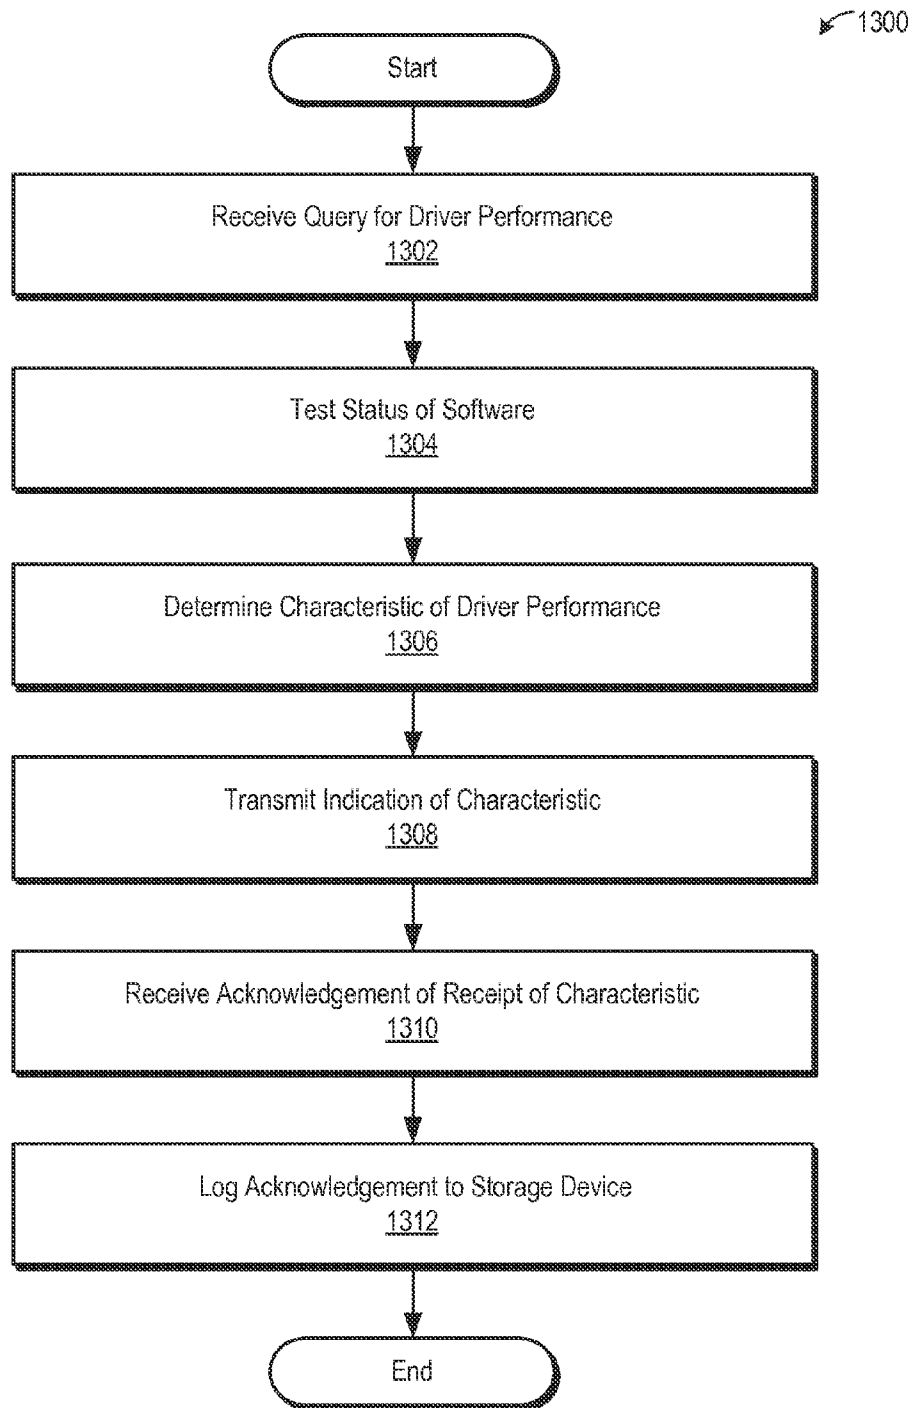 1300
Start
Receive Query for Driver Performance
1302
Test Status of Software
1304
Determine Characteristic of Driver Performance
1306
Transmit Indication of Characteristic
1308
Receive Acknowledgement of Receipt of Characteristic
1310
Log Acknowledgement to Storage Device
1312
End